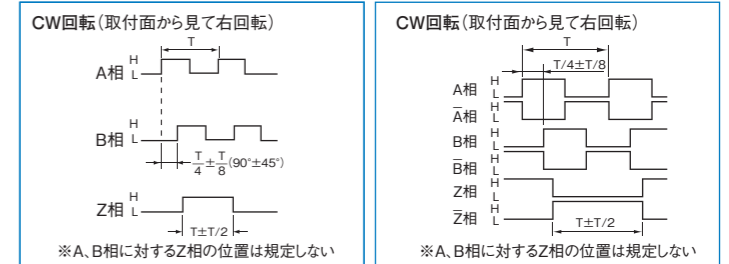 CW回転(取付面から見て右回転)
T
A相 H L
B相 H L
T/4±T/8(90°±45°)
Z相 H L
T±T/2
※A、B相に対するZ相の位置は規定しない
CW回転(取付面から見て右回転)
T
T/4±T/8
A相 H L
A̅相 H L
B相 H L
B̅相 H L
Z相 H L
Z̅相 H L
T±T/2
※A、B相に対するZ相の位置は規定しない